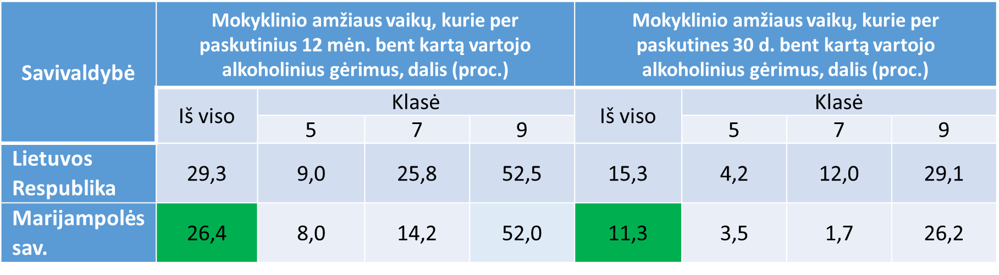 Savivaldybė
Mokyklinio amžiaus vaikų, kurie per
paskutinius 12 mėn. bent kartą vartojo
alkoholinius gėrimus, dalis (proc.)
Mokyklinio amžiaus vaikų, kurie per
paskutines 30 d. bent kartą vartojo
alkoholinius gėrimus, dalis (proc.)
Iš viso Klasė Iš viso Klasė
5 7 9 5 7 9
Lietuvos
Respublika
29,3 9,0 25,8 52,5 15,3 4,2 12,0 29,1
Marijampolės
sav.
26,4 8,0 14,2 52,0 11,3 3,5 1,7 26,2